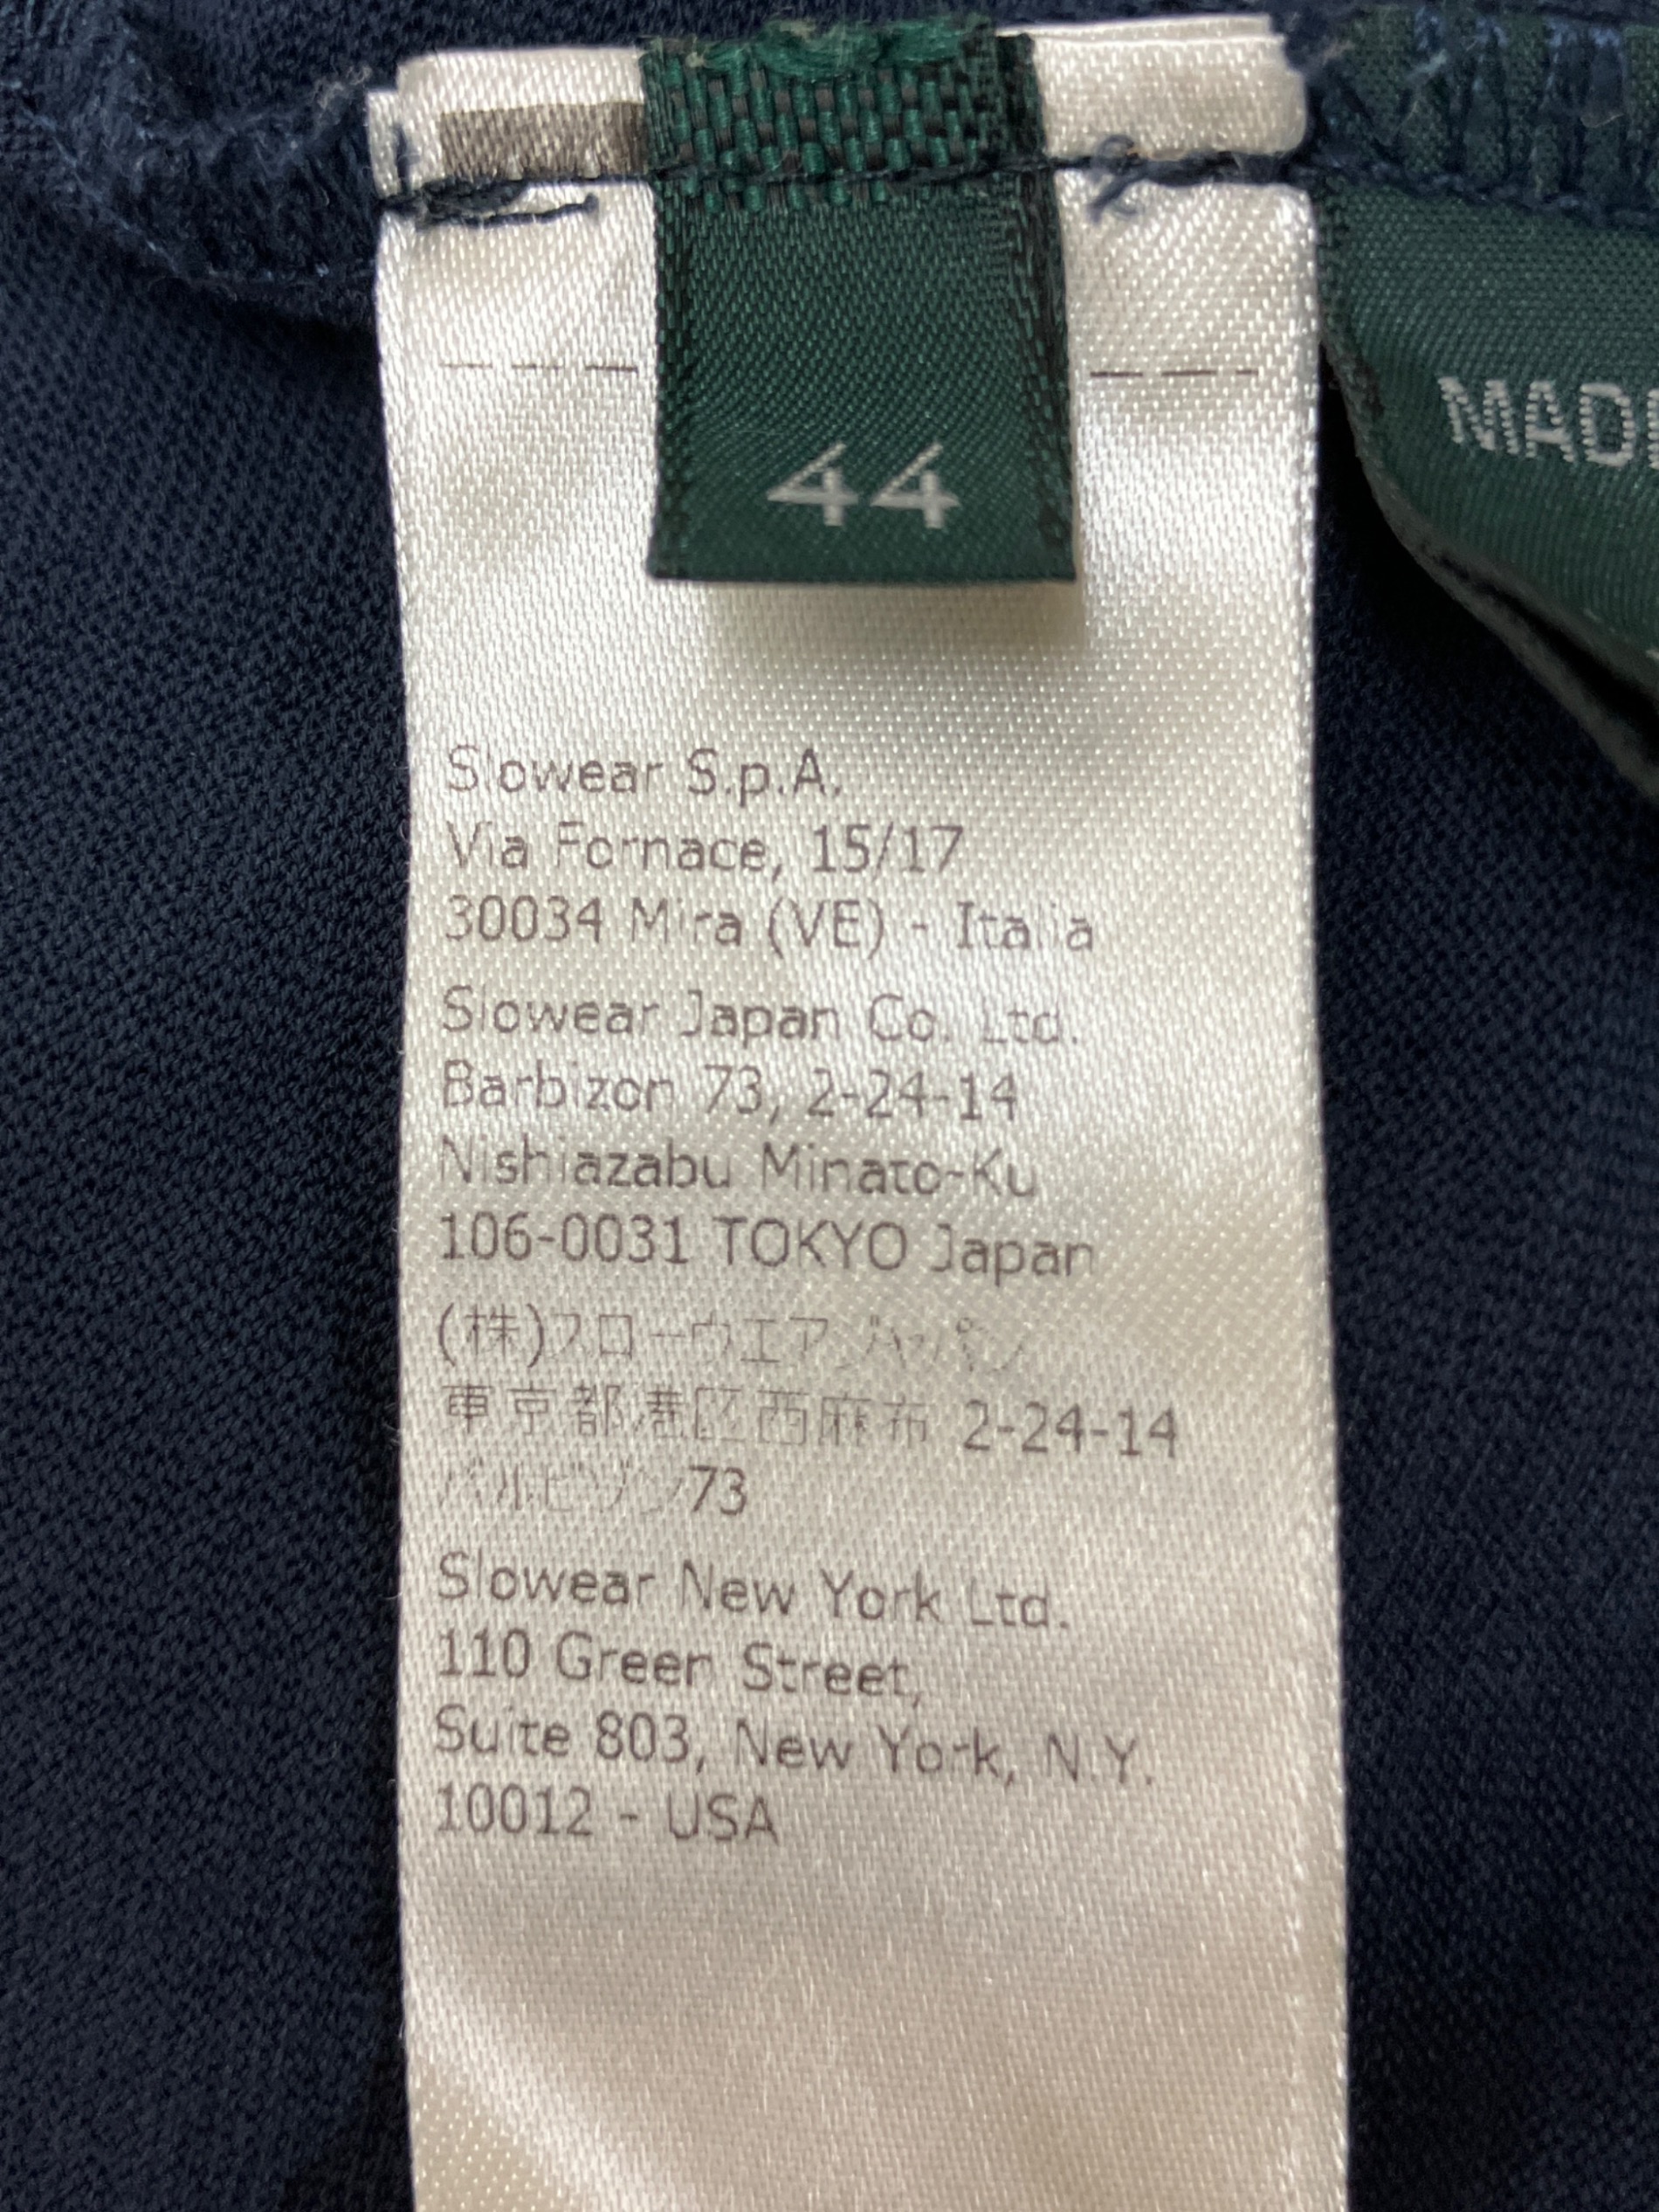 44
MADE
Slowear S.p.A.
Via Fornace, 15/17
30034 Mira (VE) - Italia
Slowear Japan Co. Ltd.
Barbizon 73, 2-24-14
Nishiazabu Minato-Ku
106-0031 TOKYO Japan
(株)スローウエアジャパン
東京都港区西麻布 2-24-14
バルビゾン73
Slowear New York Ltd.
110 Green Street,
Suite 803, New York, N.Y.
10012 - USA